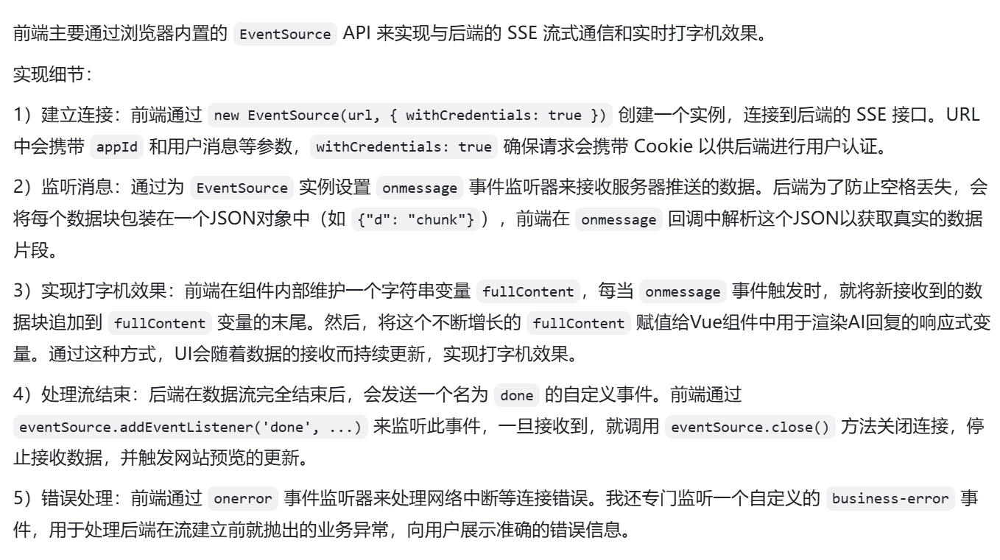 前端主要通过浏览器内置的 EventSource API 来实现与后端的 SSE 流式通信和实时打字机效果。
实现细节：
1）建立连接：前端通过 new EventSource(url, { withCredentials: true }) 创建一个实例，连接到后端的 SSE 接口。URL
中会携带 appId 和用户消息等参数，withCredentials: true 确保请求会携带 Cookie 以供后端进行用户认证。
2）监听消息：通过为 EventSource 实例设置 onmessage 事件监听器来接收服务器推送的数据。后端为了防止空格丢失，会
将每个数据块包装在一个JSON对象中（如 {"d": "chunk"}），前端在 onmessage 回调中解析这个JSON以获取真实的数据
片段。
3）实现打字机效果：前端在组件内部维护一个字符串变量 fullContent，每当 onmessage 事件触发时，就将新接收到的数
据块追加到 fullContent 变量的末尾。然后，将这个不断增长的 fullContent 赋值给Vue组件中用于渲染AI回复的响应式变
量。通过这种方式，UI会随着数据的接收而持续更新，实现打字机效果。
4）处理流结束：后端在数据流完全结束后，会发送一个名为 done 的自定义事件。前端通过
eventSource.addEventListener('done', ...) 来监听此事件，一旦接收到，就调用 eventSource.close() 方法关闭连接，停
止接收数据，并触发网站预览的更新。
5）错误处理：前端通过 onerror 事件监听器来处理网络中断等连接错误。我还专门监听一个自定义的 business-error 事
件，用于处理后端在流建立前就抛出的业务异常，向用户展示准确的错误信息。